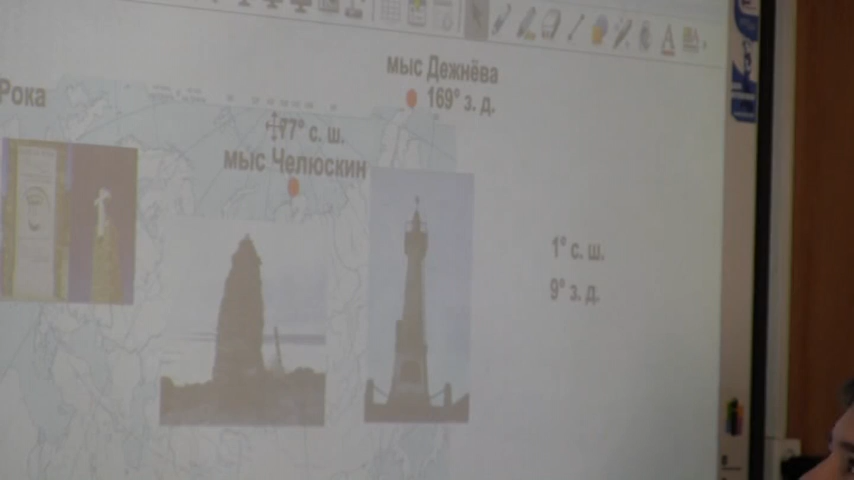 мыс Дежнёва
169° з. д.
Рока
77° с. ш.
мыс Челюскин
1° с. ш.
9° з. д.